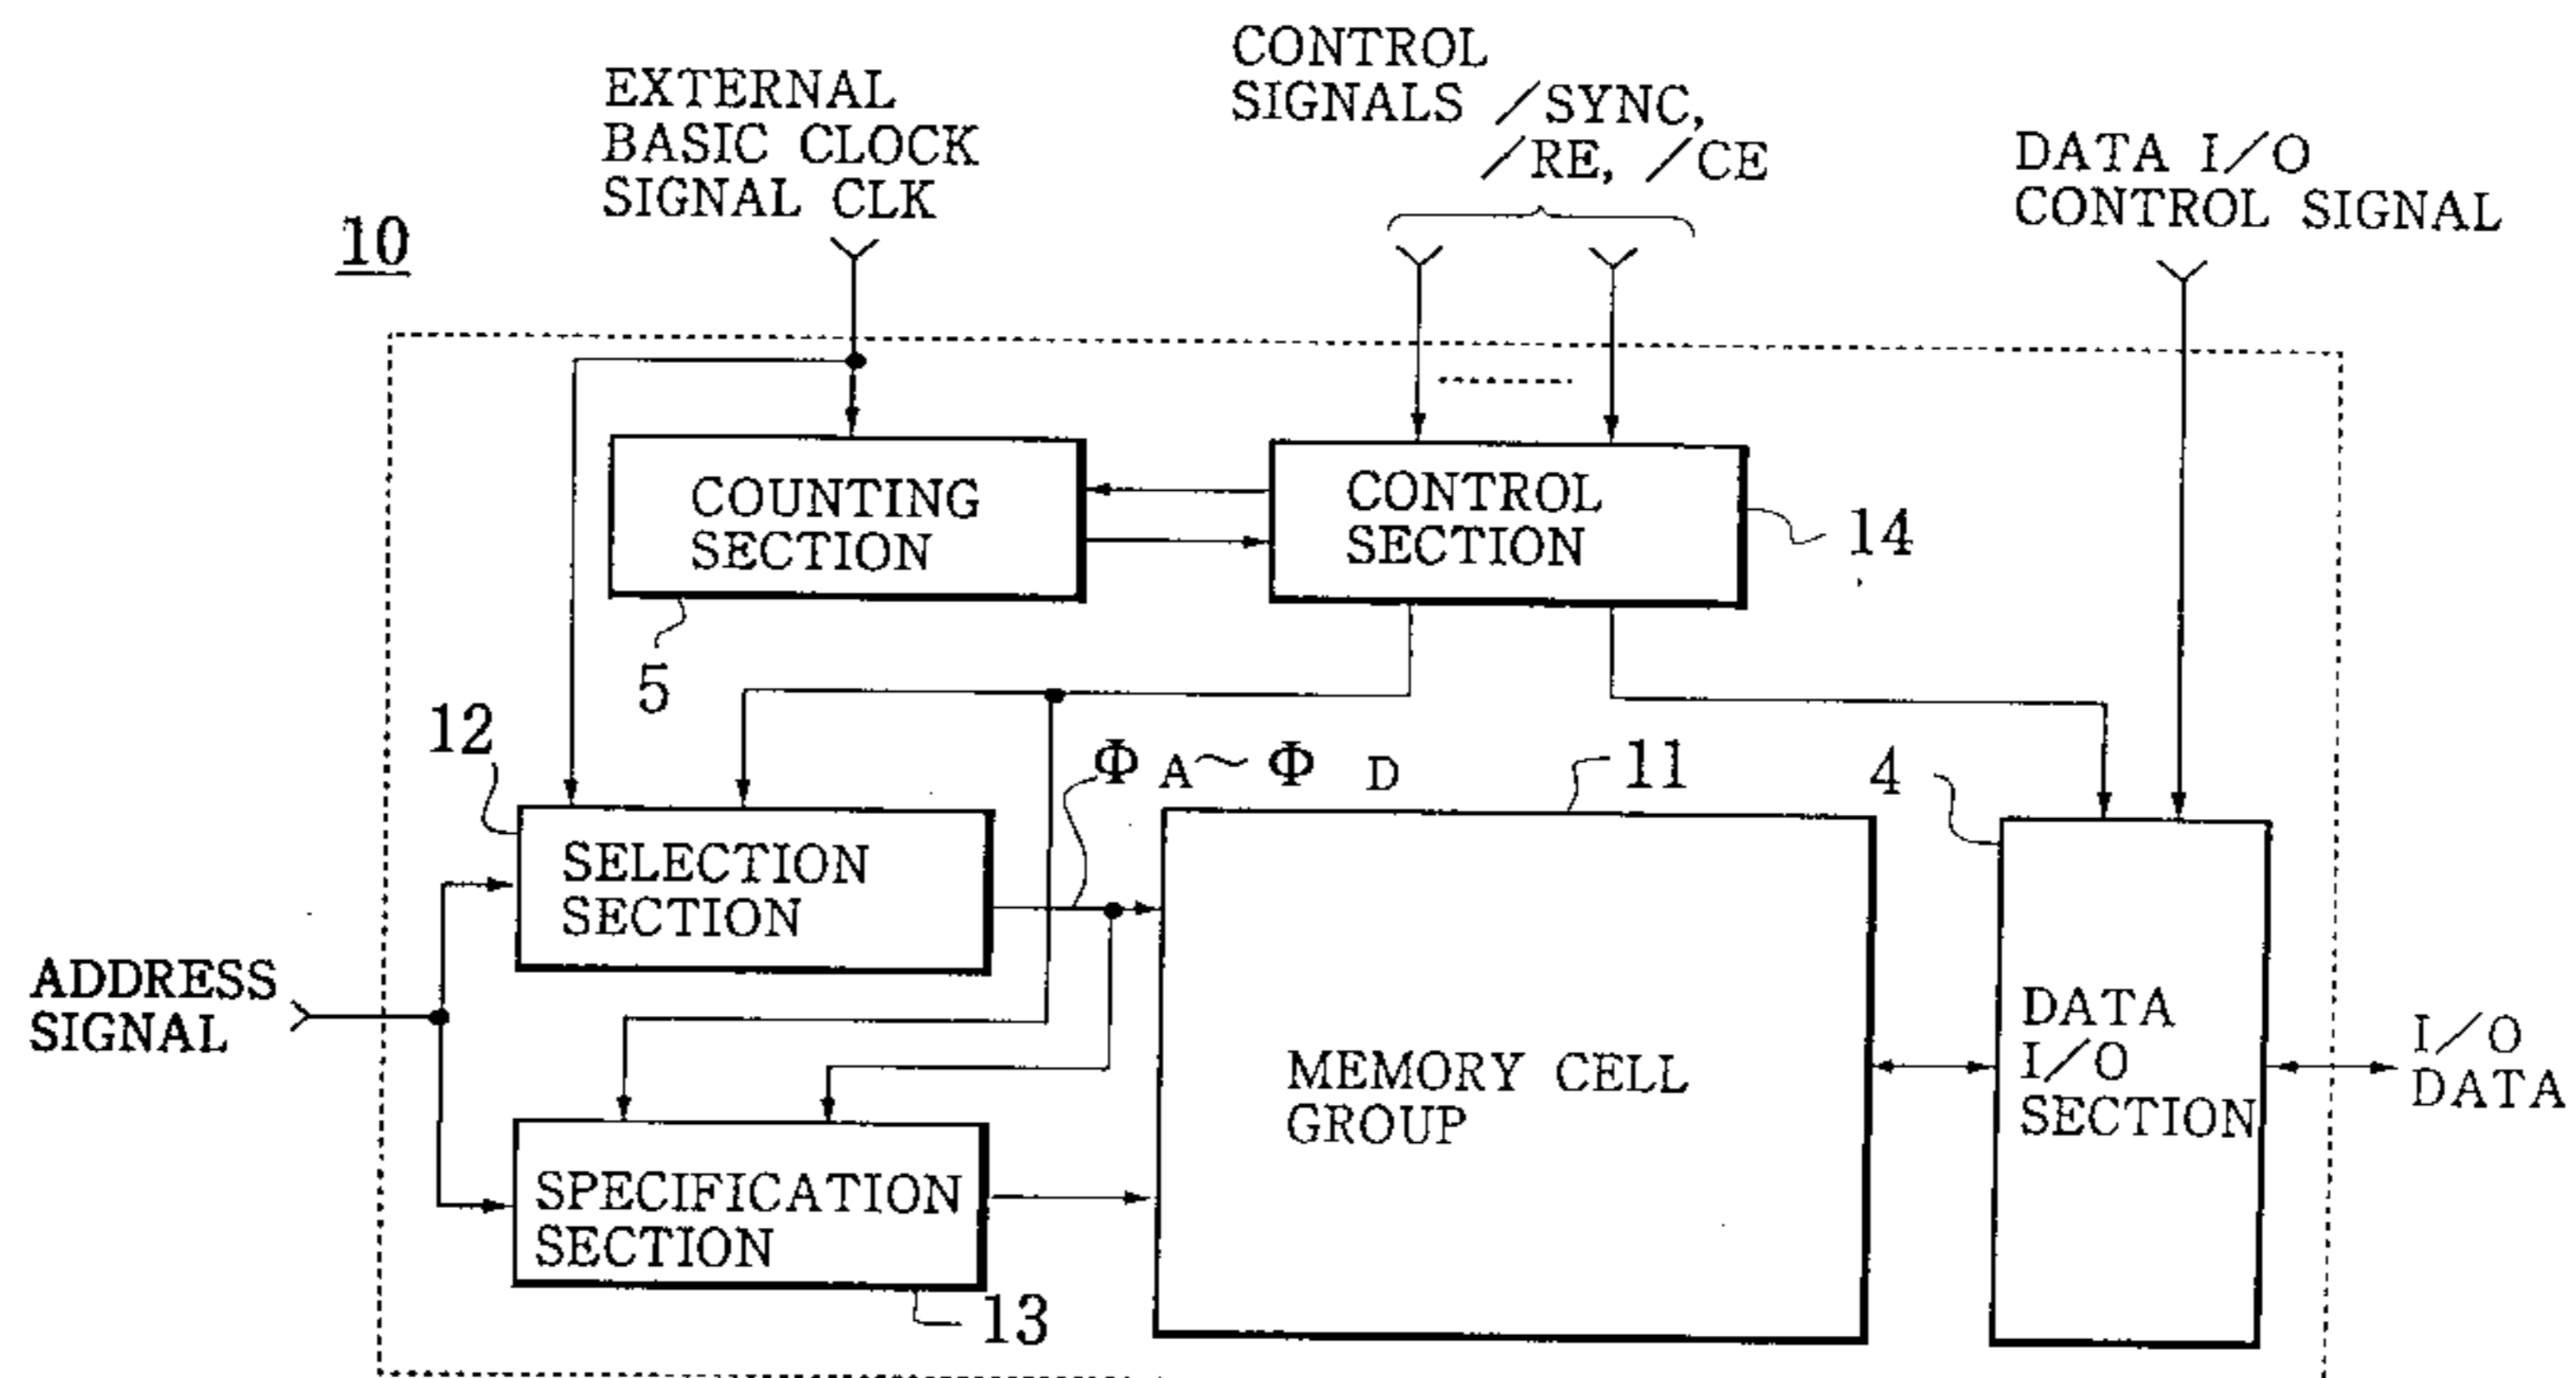 CONTROL
SIGNALS /SYNC,
/RE, /CE
EXTERNAL
BASIC CLOCK
SIGNAL CLK
DATA I/O
CONTROL SIGNAL
10
COUNTING
SECTION
CONTROL
SECTION
14
5
12
Φ A~Φ D
11
4
SELECTION
SECTION
ADDRESS
SIGNAL
DATA
I/O
SECTION
I/O
DATA
MEMORY CELL
GROUP
SPECIFICATION
SECTION
13